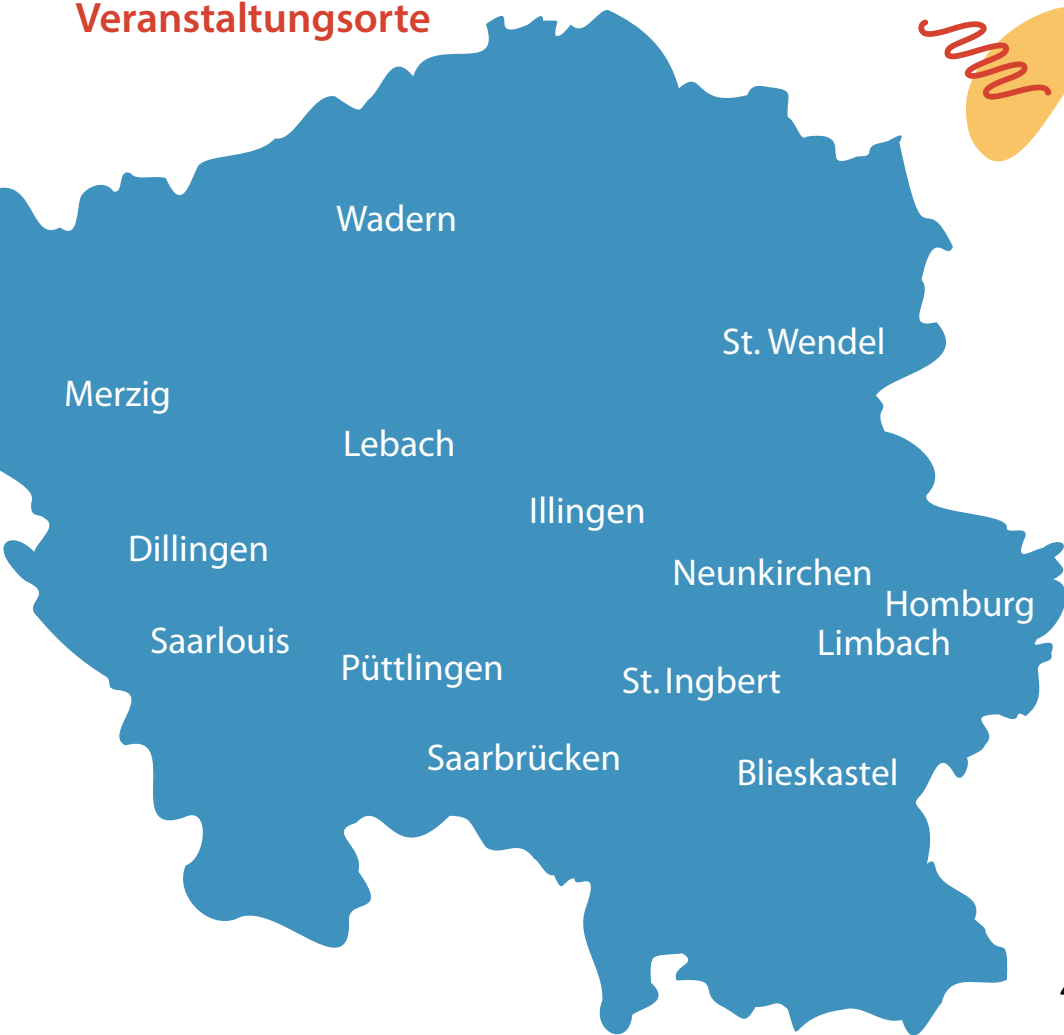 Veranstaltungsorte
Wadern
St. Wendel
Merzig
Lebach
Illingen
Dillingen
Neunkirchen
Homburg
Saarlouis
Limbach
Püttlingen
St. Ingbert
Saarbrücken
Blieskastel